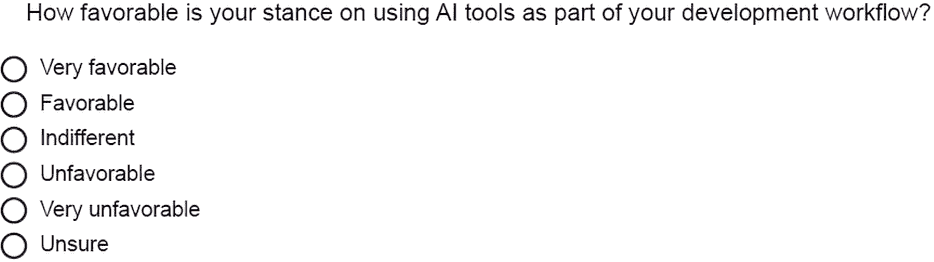 How favorable is your stance on using AI tools as part of your development workflow?
Very favorable
Favorable
Indifferent
Unfavorable
Very unfavorable
Unsure